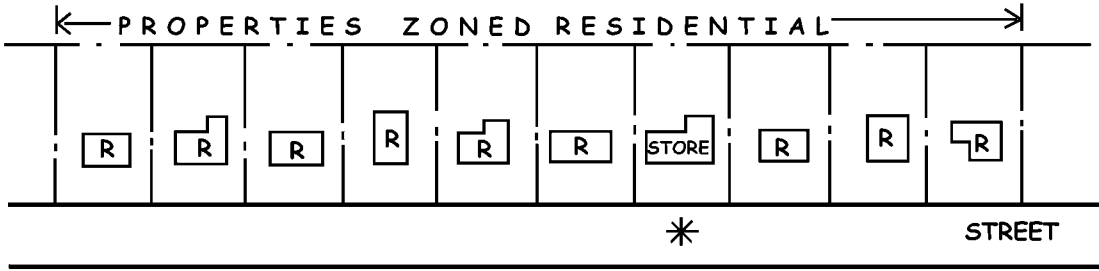 PROPERTIES ZONED RESIDENTIAL
R R R R R R STORE R R R
STREET